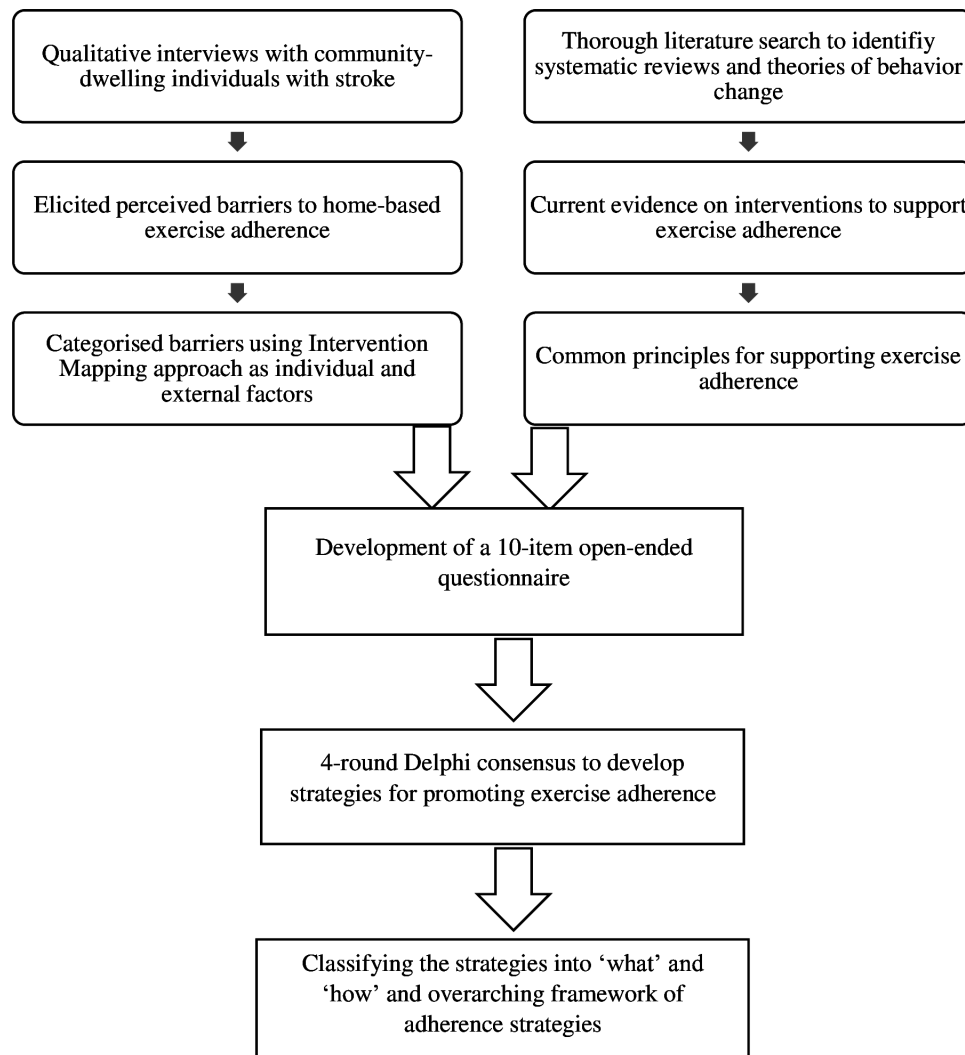 Qualitative interviews with community-
dwelling individuals with stroke
Elicited perceived barriers to home-based
exercise adherence
Categorised barriers using Intervention
Mapping approach as individual and
external factors
Thorough literature search to identifiy
systematic reviews and theories of behavior
change
Current evidence on interventions to support
exercise adherence
Common principles for supporting exercise
adherence
Development of a 10-item open-ended
questionnaire
4-round Delphi consensus to develop
strategies for promoting exercise adherence
Classifying the strategies into ‘what’ and
‘how’ and overarching framework of
adherence strategies